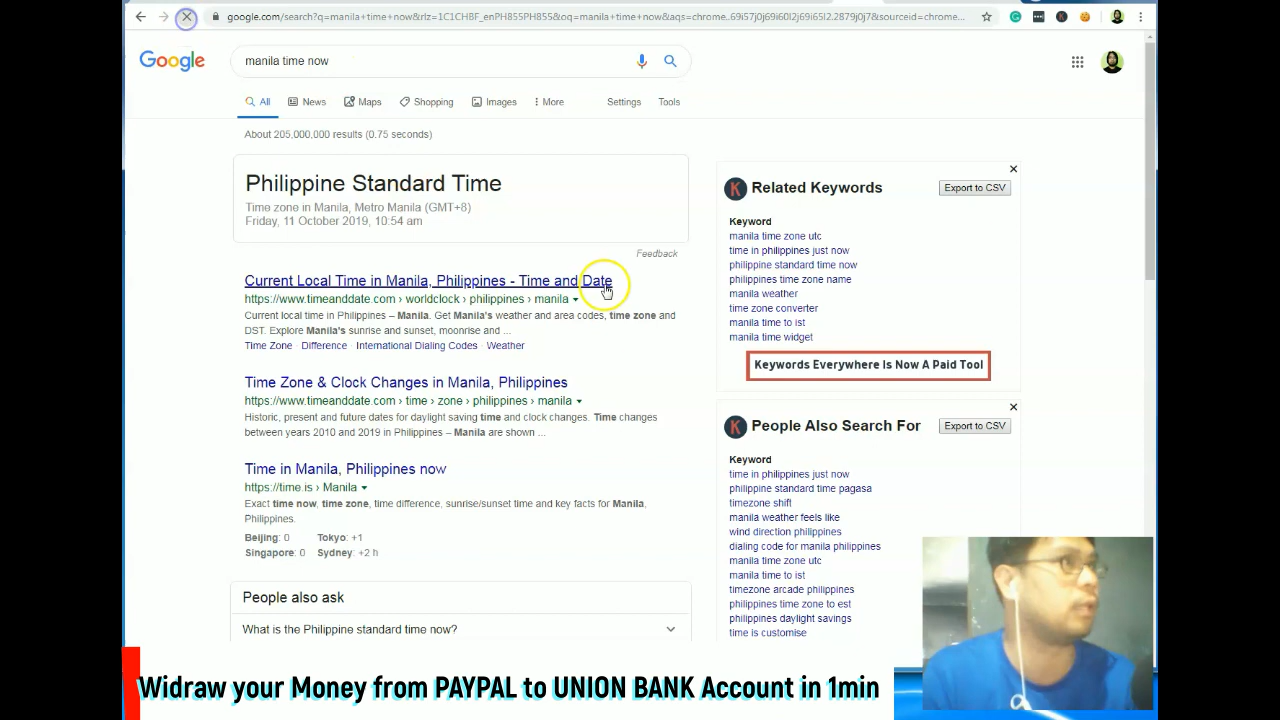 google.com/search?q=manila+time+now&rlz=1C1CHBF_enPH855PH855&oq=manila+time+now&aqs=chrome..69i57j0j69i60l2j69i65l2.2879j0j7&sourceid=chrome...
Google
manila time now
All News Maps Shopping Images More Settings Tools
About 205,000,000 results (0.75 seconds)
Philippine Standard Time
Time zone in Manila, Metro Manila (GMT+8)
Friday, 11 October 2019, 10:54 am
Feedback
Current Local Time in Manila, Philippines - Time and Date
https://www.timeanddate.com › worldclock › philippines › manila
Current local time in Philippines – Manila. Get Manila's weather and area codes, time zone and
DST. Explore Manila's sunrise and sunset, moonrise and ...
Time Zone · Difference · International Dialing Codes · Weather
Time Zone & Clock Changes in Manila, Philippines
https://www.timeanddate.com › time › zone › philippines › manila
Historic, present and future dates for daylight saving time and clock changes. Time changes
between years 2010 and 2019 in Philippines – Manila are shown ...
Time in Manila, Philippines now
https://time.is › Manila
Exact time now, time zone, time difference, sunrise/sunset time and key facts for Manila,
Philippines.
Beijing: 0 Tokyo: +1
Singapore: 0 Sydney: +2 h
People also ask
What is the Philippine standard time now?
K Related Keywords Export to CSV
Keyword
manila time zone utc
time in philippines just now
philippine standard time now
philippines time zone name
manila weather
time zone converter
manila time to ist
manila time widget
Keywords Everywhere Is Now A Paid Tool
K People Also Search For Export to CSV
Keyword
time in philippines just now
philippine standard time pagasa
timezone shift
manila weather feels like
wind direction philippines
dialing code for manila philippines
manila time zone utc
manila time to ist
timezone arcade philippines
philippines time zone to est
philippines daylight savings
time is customise
Widraw your Money from PAYPAL to UNION BANK Account in 1min